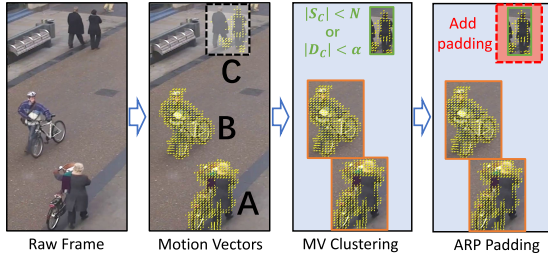 |S_C| < N
or
|D_C| < α
Add
padding
C
B
A
Raw Frame
Motion Vectors
MV Clustering
ARP Padding